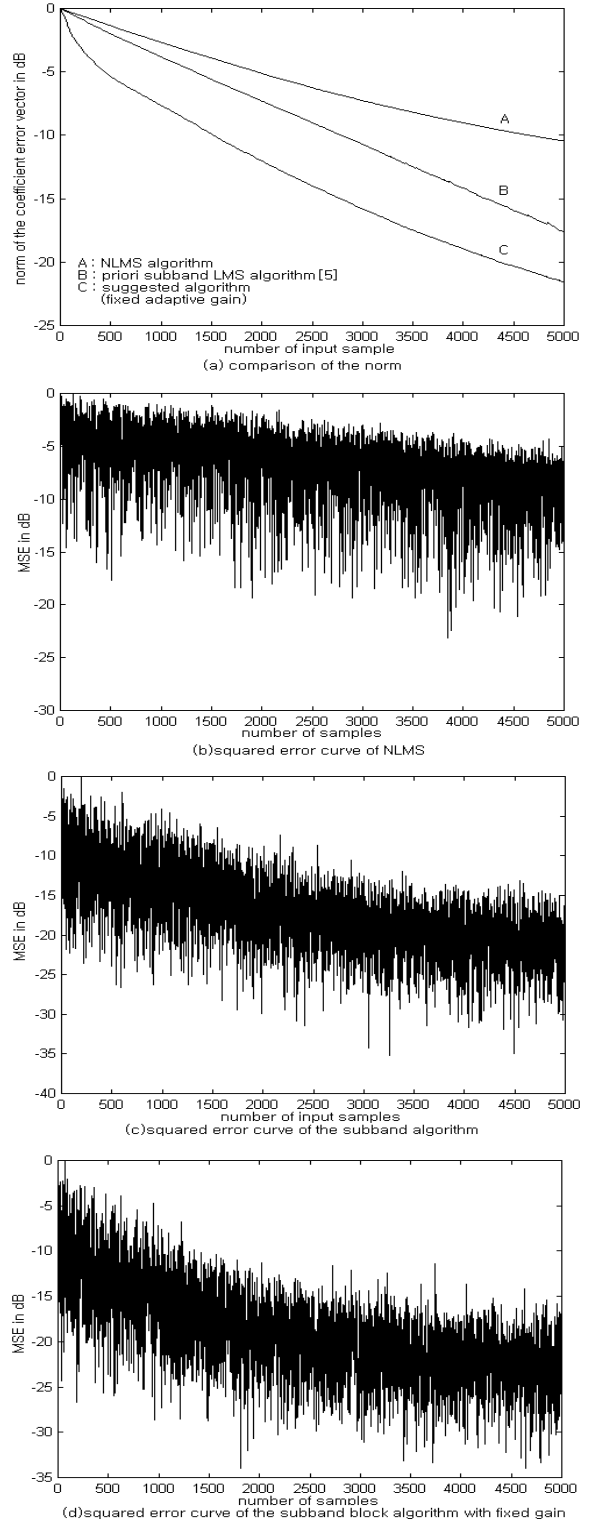 0
-5
-10
-15
-20
-25
norm of the coefficient error vector in dB
A
B
C
A : NLMS algorithm
B : priori subband LMS algorithm [5]
C : suggested algorithm
(fixed adaptive gain)
0 500 1000 1500 2000 2500 3000 3500 4000 4500 5000
number of input sample
(a) comparison of the norm
0
-5
-10
-15
-20
-25
-30
MSE in dB
0 500 1000 1500 2000 2500 3000 3500 4000 4500 5000
number of samples
(b)squared error curve of NLMS
0
-5
-10
-15
-20
-25
-30
-35
-40
MSE in dB
0 500 1000 1500 2000 2500 3000 3500 4000 4500 5000
number of input samples
(c)squared error curve of the subband algorithm
0
-5
-10
-15
-20
-25
-30
-35
MSE in dB
0 500 1000 1500 2000 2500 3000 3500 4000 4500 5000
number of samples
(d)squared error curve of the subband block algorithm with fixed gain